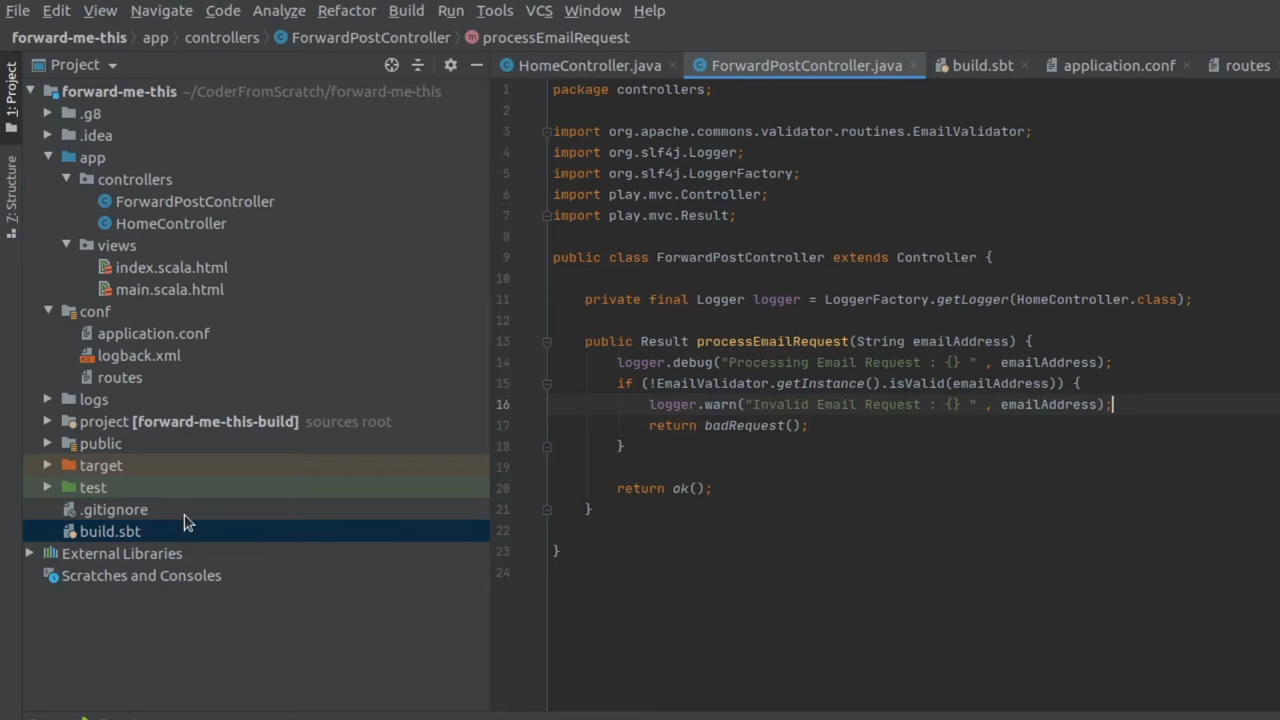 File Edit View Navigate Code Analyze Refactor Build Run Tools VCS Window Help
forward-me-this app controllers ForwardPostController processEmailRequest
1: Project
7: Structure
Project
forward-me-this ~/CoderFromScratch/forward-me-this
.g8
.idea
app
controllers
ForwardPostController
HomeController
views
index.scala.html
main.scala.html
conf
application.conf
logback.xml
routes
logs
project [forward-me-this-build] sources root
public
target
test
.gitignore
build.sbt
External Libraries
Scratches and Consoles
HomeController.java ForwardPostController.java build.sbt application.conf routes
1 package controllers;
2
3 import org.apache.commons.validator.routines.EmailValidator;
4 import org.slf4j.Logger;
5 import org.slf4j.LoggerFactory;
6 import play.mvc.Controller;
7 import play.mvc.Result;
8
9 public class ForwardPostController extends Controller {
10
11 private final Logger logger = LoggerFactory.getLogger(HomeController.class);
12
13 public Result processEmailRequest(String emailAddress) {
14 logger.debug("Processing Email Request : {} " , emailAddress);
15 if (!EmailValidator.getInstance().isValid(emailAddress)) {
16 logger.warn("Invalid Email Request : {} " , emailAddress);
17 return badRequest();
18 }
19
20 return ok();
21 }
22
23 }
24